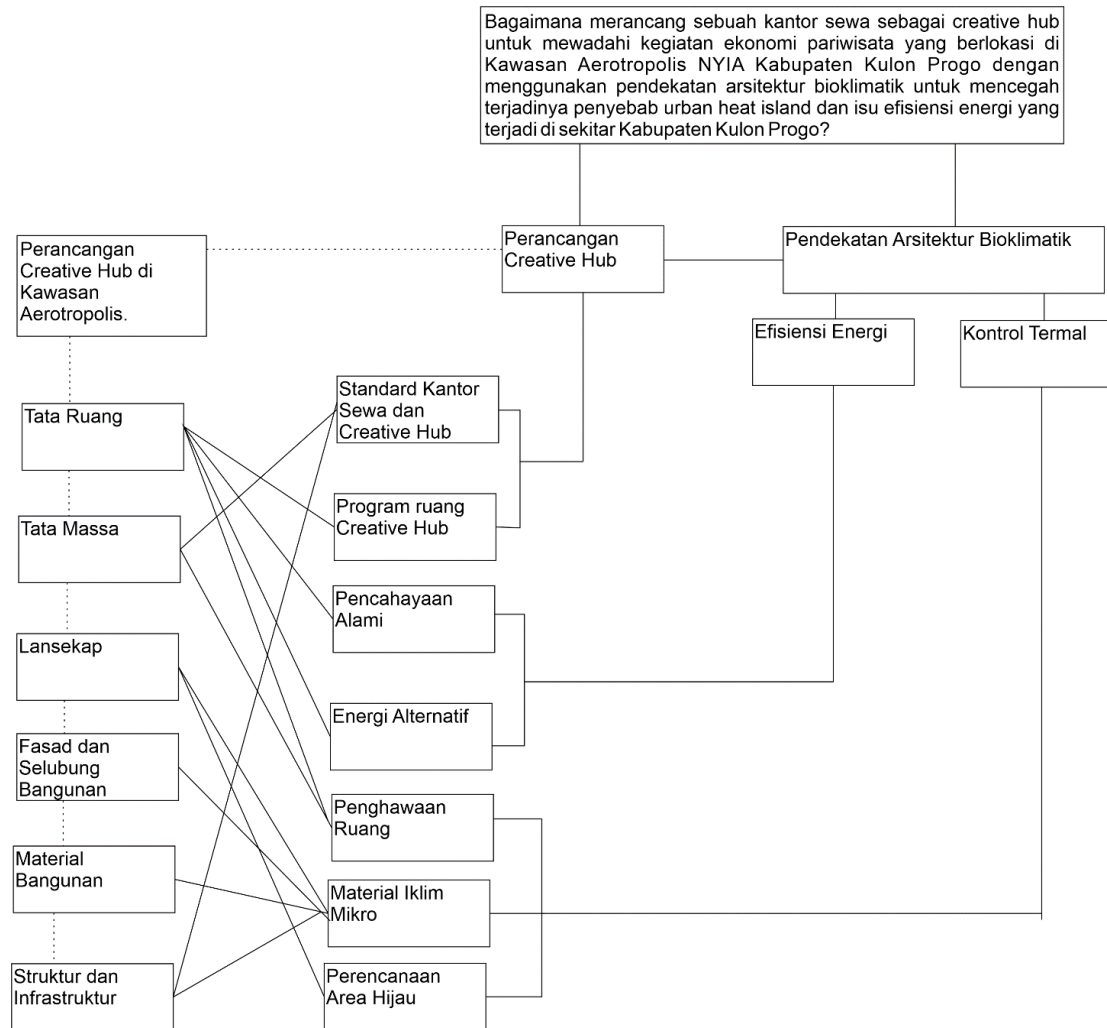 Bagaimana merancang sebuah kantor sewa sebagai creative hub
untuk mewadahi kegiatan ekonomi pariwisata yang berlokasi di
Kawasan Aerotropolis NYIA Kabupaten Kulon Progo dengan
menggunakan pendekatan arsitektur bioklimatik untuk mencegah
terjadinya penyebab urban heat island dan isu efisiensi energi yang
terjadi di sekitar Kabupaten Kulon Progo?
Perancangan
Creative Hub di
Kawasan
Aerotropolis.
Perancangan
Creative Hub
Pendekatan Arsitektur Bioklimatik
Efisiensi Energi
Kontrol Termal
Tata Ruang
Tata Massa
Lansekap
Fasad dan
Selubung
Bangunan
Material
Bangunan
Struktur dan
Infrastruktur
Standard Kantor
Sewa dan
Creative Hub
Program ruang
Creative Hub
Pencahayaan
Alami
Energi Alternatif
Penghawaan
Ruang
Material Iklim
Mikro
Perencanaan
Area Hijau